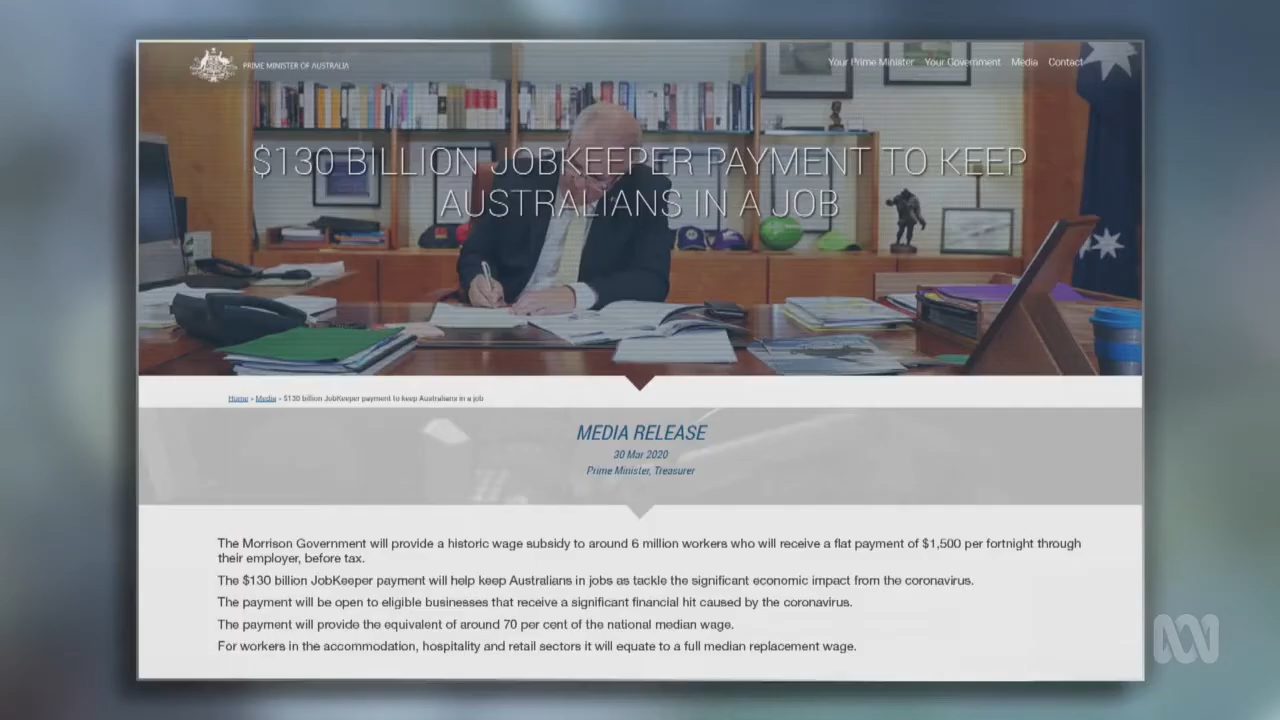 PRIME MINISTER OF AUSTRALIA
Your Prime Minister Your Government Media Contact
$130 BILLION JOBKEEPER PAYMENT TO KEEP
AUSTRALIANS IN A JOB
Home » Media » $130 billion JobKeeper payment to keep Australians in a job
MEDIA RELEASE
30 Mar 2020
Prime Minister, Treasurer
The Morrison Government will provide a historic wage subsidy to around 6 million workers who will receive a flat payment of $1,500 per fortnight through
their employer, before tax.
The $130 billion JobKeeper payment will help keep Australians in jobs as tackle the significant economic impact from the coronavirus.
The payment will be open to eligible businesses that receive a significant financial hit caused by the coronavirus.
The payment will provide the equivalent of around 70 per cent of the national median wage.
For workers in the accommodation, hospitality and retail sectors it will equate to a full median replacement wage.